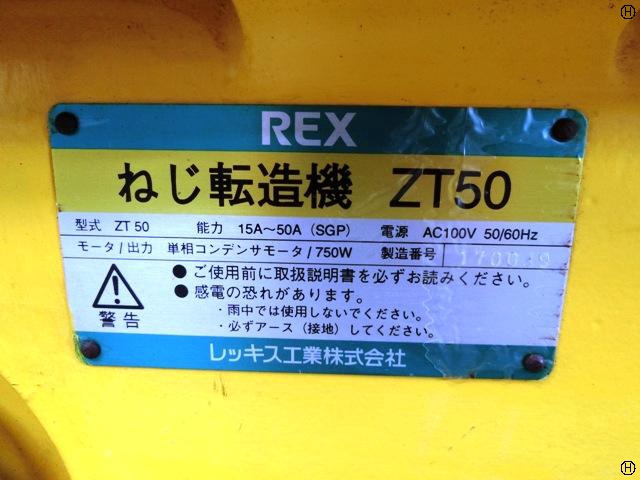 REX
ねじ転造機 ZT50
型式 ZT 50 能力 15A〜50A (SGP) 電源 AC100V 50/60Hz
モータ/出力 単相コンデンサモータ/750W 製造番号
● ご使用前に取扱説明書を必ずお読みください。
● 感電の恐れがあります。
・雨中では使用しないでください。
・必ずアース（接地）してください。
警告
レッキス工業株式会社